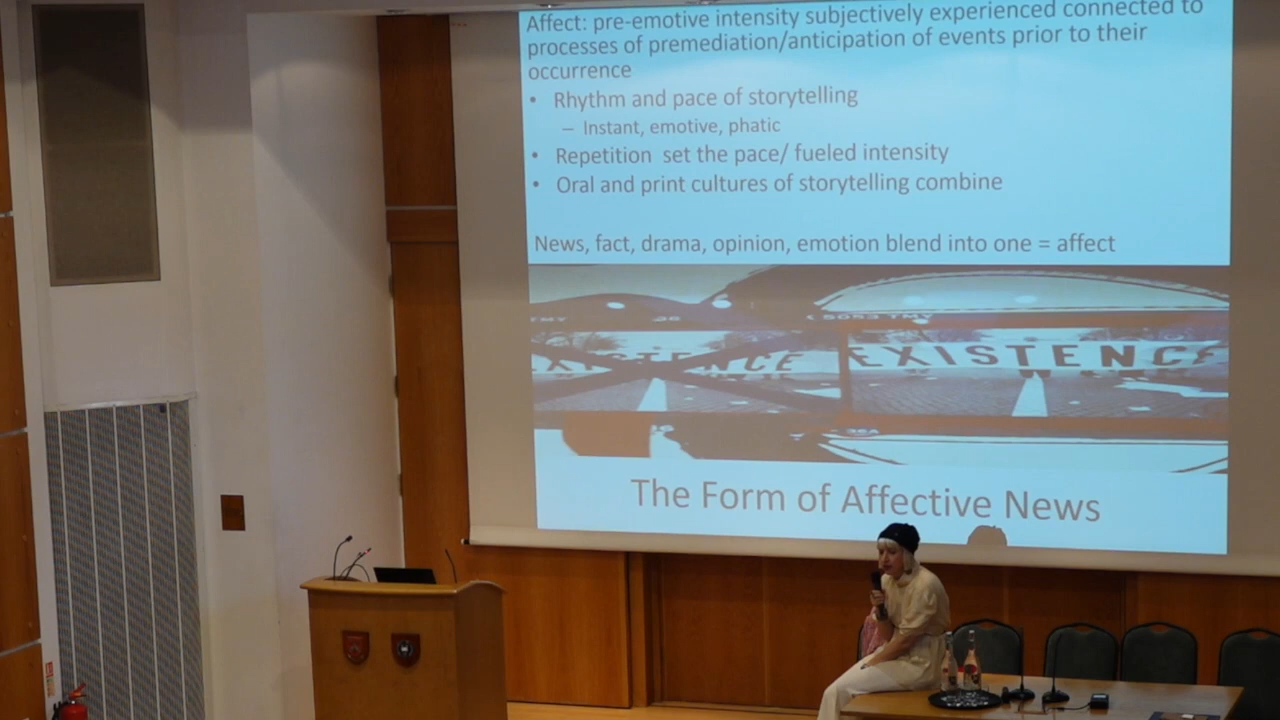 Affect: pre-emotive intensity subjectively experienced connected to
processes of premediation/anticipation of events prior to their
occurrence
• Rhythm and pace of storytelling
– Instant, emotive, phatic
• Repetition set the pace/ fueled intensity
• Oral and print cultures of storytelling combine
News, fact, drama, opinion, emotion blend into one = affect
EXISTENCE EXISTENCE
The Form of Affective News